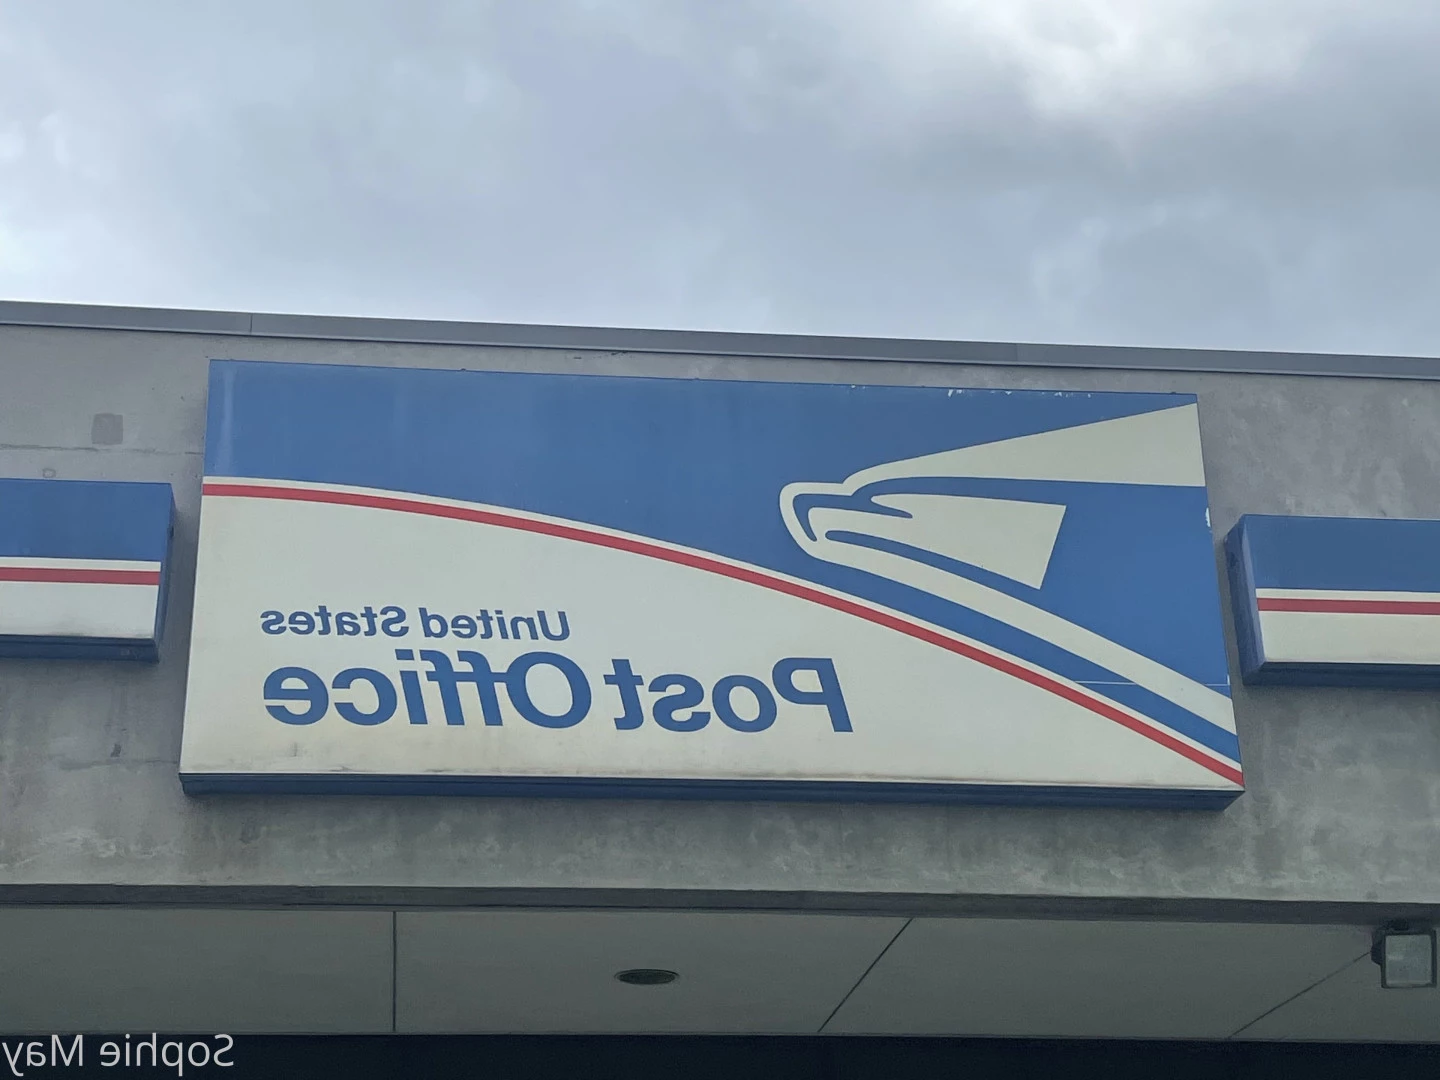 United States
Post Office
Sophie May